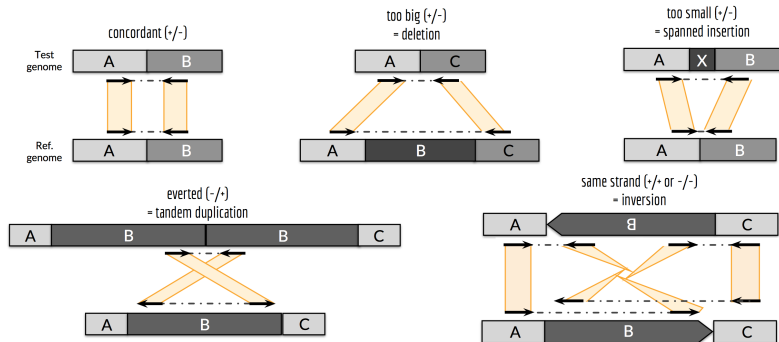 concordant (+/-)
too big (+/-)
= deletion
too small (+/-)
= spanned insertion
Test
genome
A B
A C
A X B
Ref.
genome
A B
A B C
A B
everted (-/+)
= tandem duplication
same strand (+/+ or -/-)
= inversion
A B B C
A B C
A B C
A B C